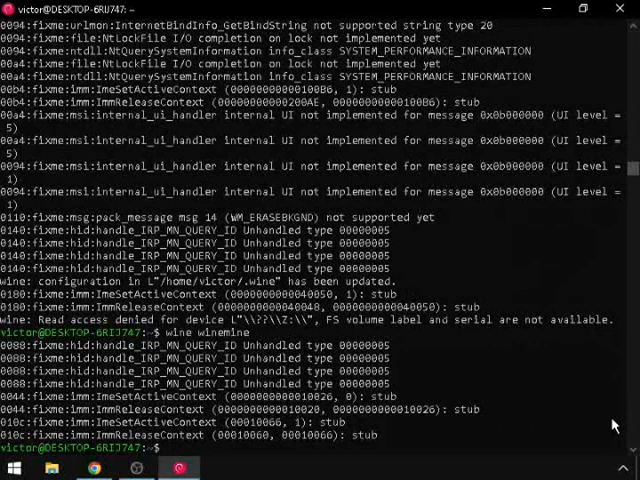 victor@DESKTOP-6RIJ747: ~
0094:fixme:urlmon:InternetBindInfo_GetBindString not supported string type 20
0094:fixme:file:NtLockFile I/O completion on lock not implemented yet
0094:fixme:ntdll:NtQuerySystemInformation info_class SYSTEM_PERFORMANCE_INFORMATION
00a4:fixme:file:NtLockFile I/O completion on lock not implemented yet
00a4:fixme:ntdll:NtQuerySystemInformation info_class SYSTEM_PERFORMANCE_INFORMATION
00b4:fixme:imm:ImeSetActiveContext (00000000000100B6, 1): stub
00b4:fixme:imm:ImmReleaseContext (00000000000200AE, 00000000000100B6): stub
00a4:fixme:msi:internal_ui_handler internal UI not implemented for message 0x0b000000 (UI level =
5)
00a4:fixme:msi:internal_ui_handler internal UI not implemented for message 0x0b000000 (UI level =
5)
0094:fixme:msi:internal_ui_handler internal UI not implemented for message 0x0b000000 (UI level =
1)
0094:fixme:msi:internal_ui_handler internal UI not implemented for message 0x0b000000 (UI level =
1)
0110:fixme:msg:pack_message msg 14 (WM_ERASEBKGND) not supported yet
0140:fixme:hid:handle_IRP_MN_QUERY_ID Unhandled type 00000005
0140:fixme:hid:handle_IRP_MN_QUERY_ID Unhandled type 00000005
0140:fixme:hid:handle_IRP_MN_QUERY_ID Unhandled type 00000005
0140:fixme:hid:handle_IRP_MN_QUERY_ID Unhandled type 00000005
wine: configuration in L"/home/victor/.wine" has been updated.
0180:fixme:imm:ImeSetActiveContext (0000000000040050, 1): stub
0180:fixme:imm:ImmReleaseContext (0000000000040048, 0000000000040050): stub
wine: Read access denied for device L"\\??\\Z:\\", FS volume label and serial are not available.
victor@DESKTOP-6RIJ747:~$ wine winemine
0088:fixme:hid:handle_IRP_MN_QUERY_ID Unhandled type 00000005
0088:fixme:hid:handle_IRP_MN_QUERY_ID Unhandled type 00000005
0088:fixme:hid:handle_IRP_MN_QUERY_ID Unhandled type 00000005
0088:fixme:hid:handle_IRP_MN_QUERY_ID Unhandled type 00000005
0044:fixme:imm:ImeSetActiveContext (0000000000010026, 0): stub
0044:fixme:imm:ImmReleaseContext (0000000000010020, 0000000000010026): stub
010c:fixme:imm:ImeSetActiveContext (00010066, 1): stub
010c:fixme:imm:ImmReleaseContext (00010060, 00010066): stub
victor@DESKTOP-6RIJ747:~$